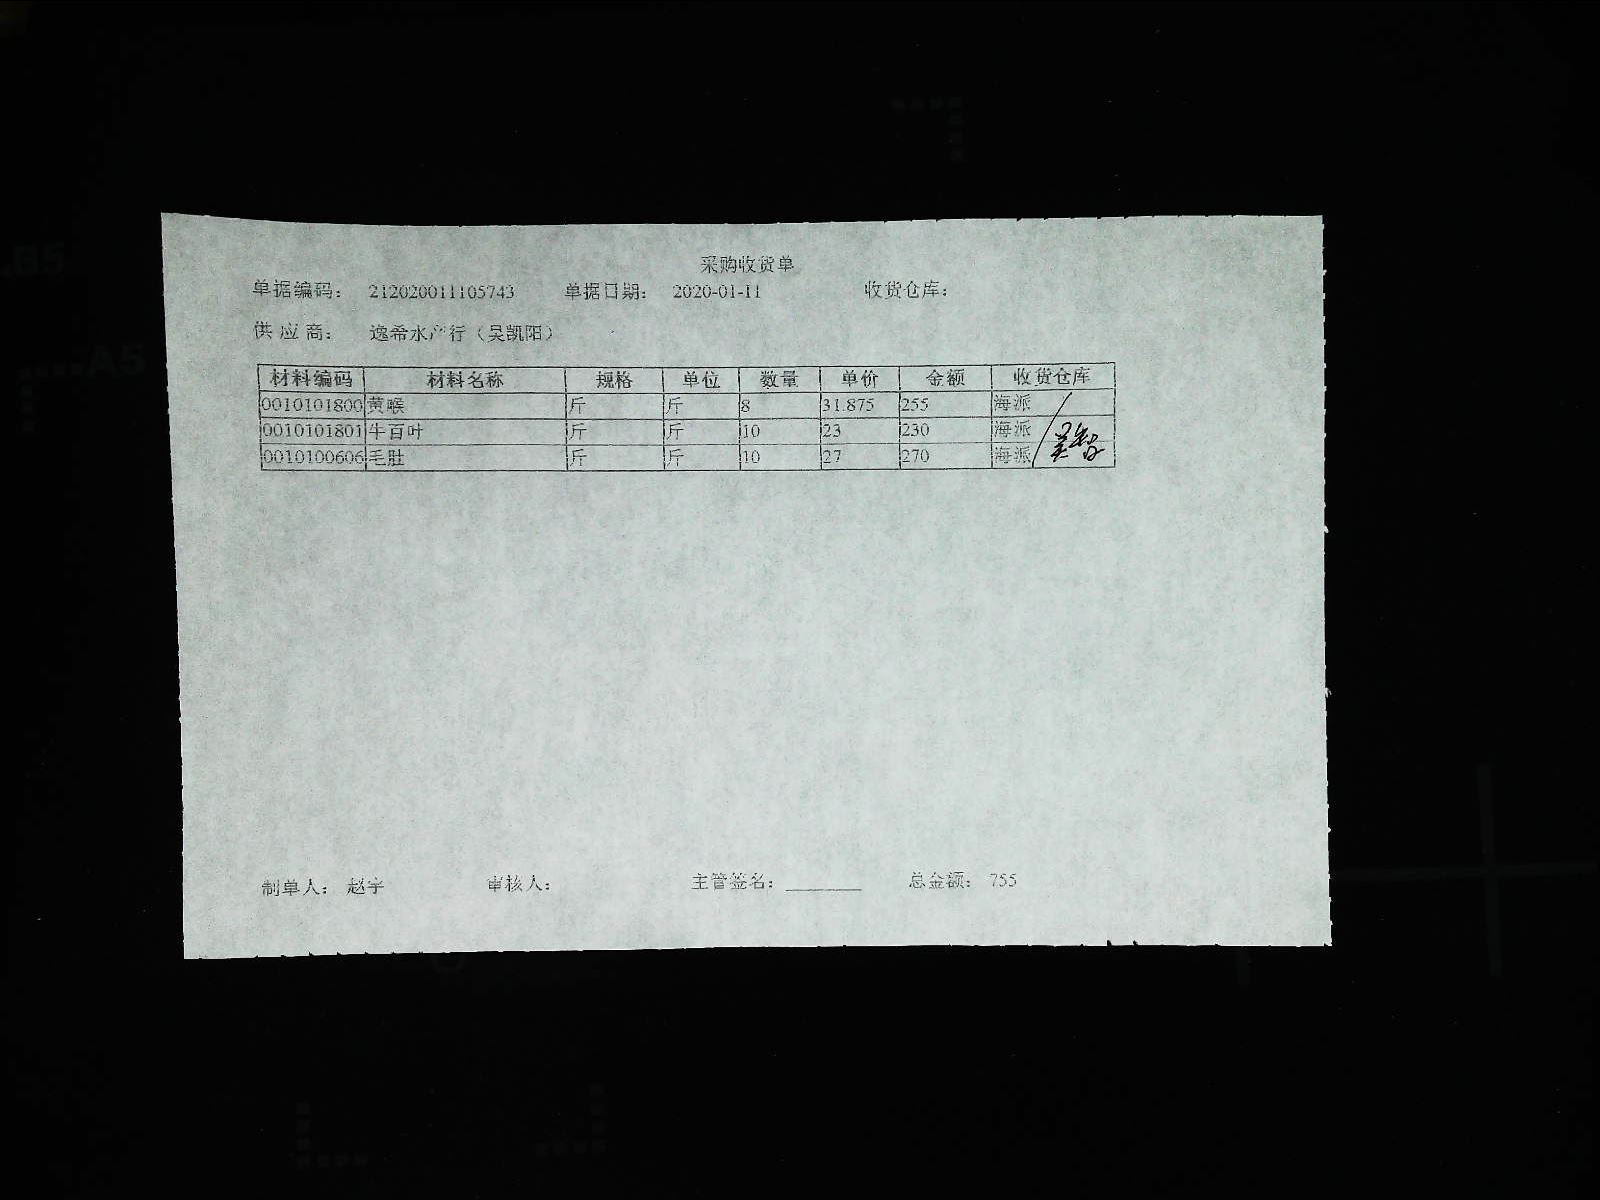 采购收货单
单据编码： 212020011105743 单据日期： 2020-01-11 收货仓库：
供 应 商： 逸希水产行（吴凯阳）
材料编码 材料名称 规格 单位 数量 单价 金额 收货仓库
0010101800 黄喉 斤 斤 8 31.875 255 海派
0010101801 牛百叶 斤 斤 10 23 230 海派
0010100606 毛肚 斤 斤 10 27 270 海派
制单人： 赵宇 审核人： 主管签名： 总金额： 755
A5